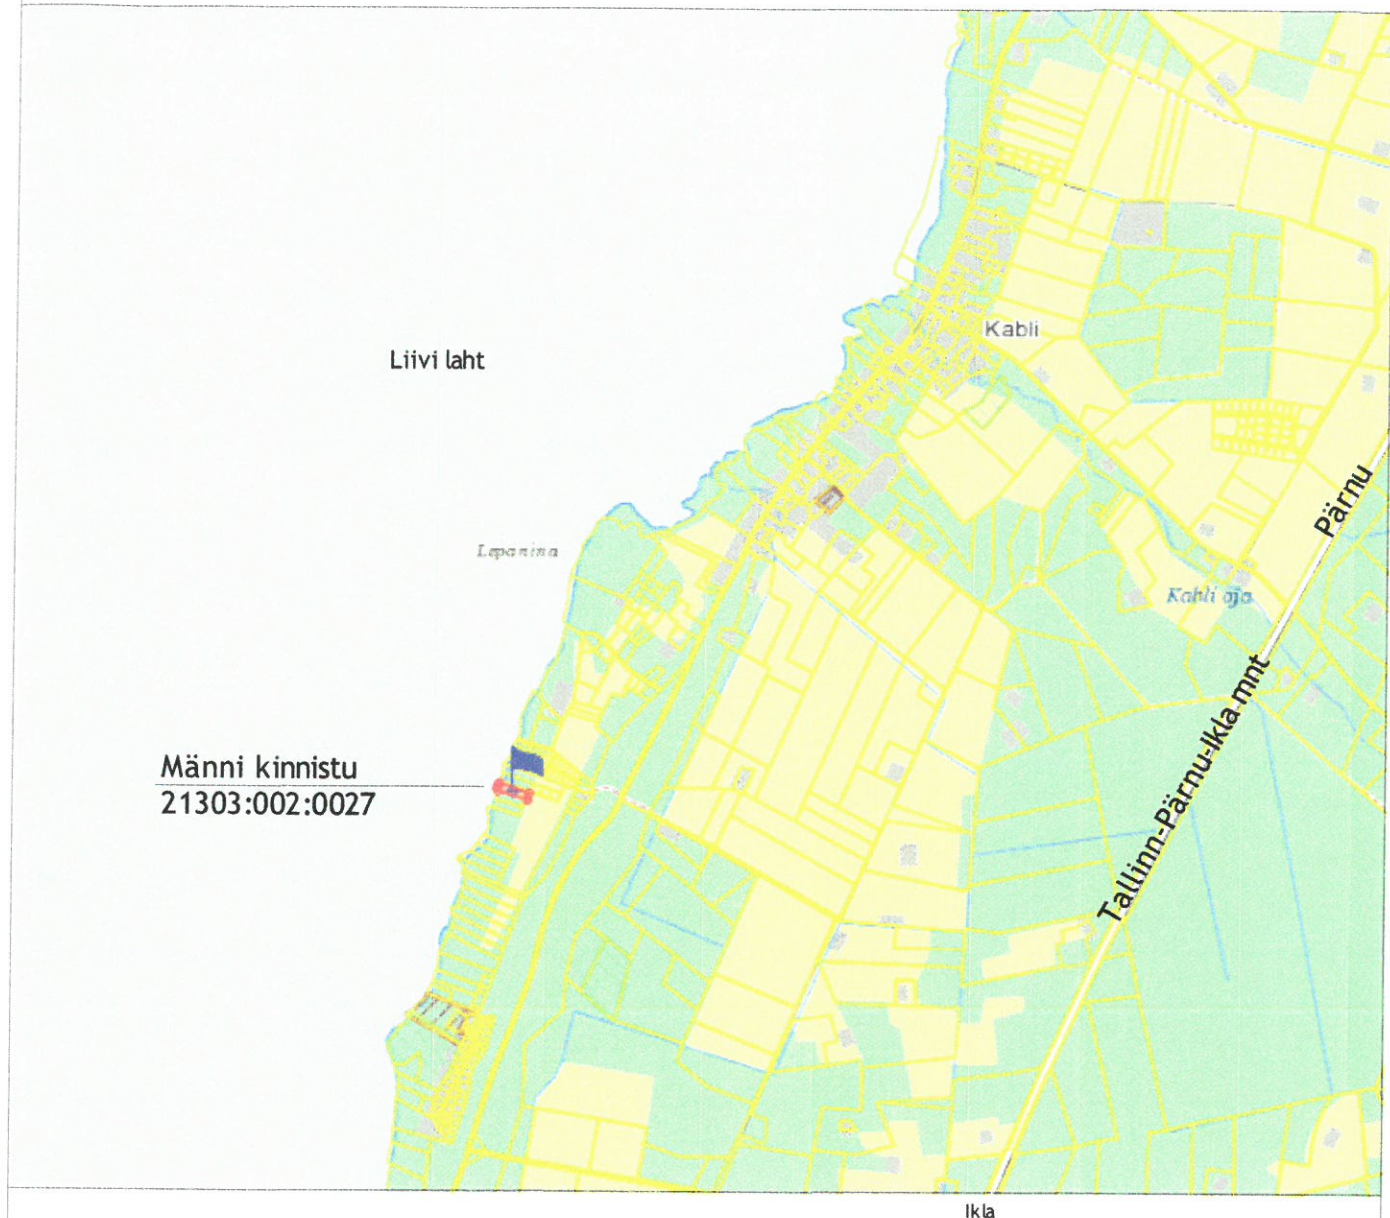 Kabli
Liivi laht
Pärnu
Lepanina
Kabli oja
Tallinn-Pärnu-Ikla mnt
Männi kinnistu
21303:002:0027
Ikla